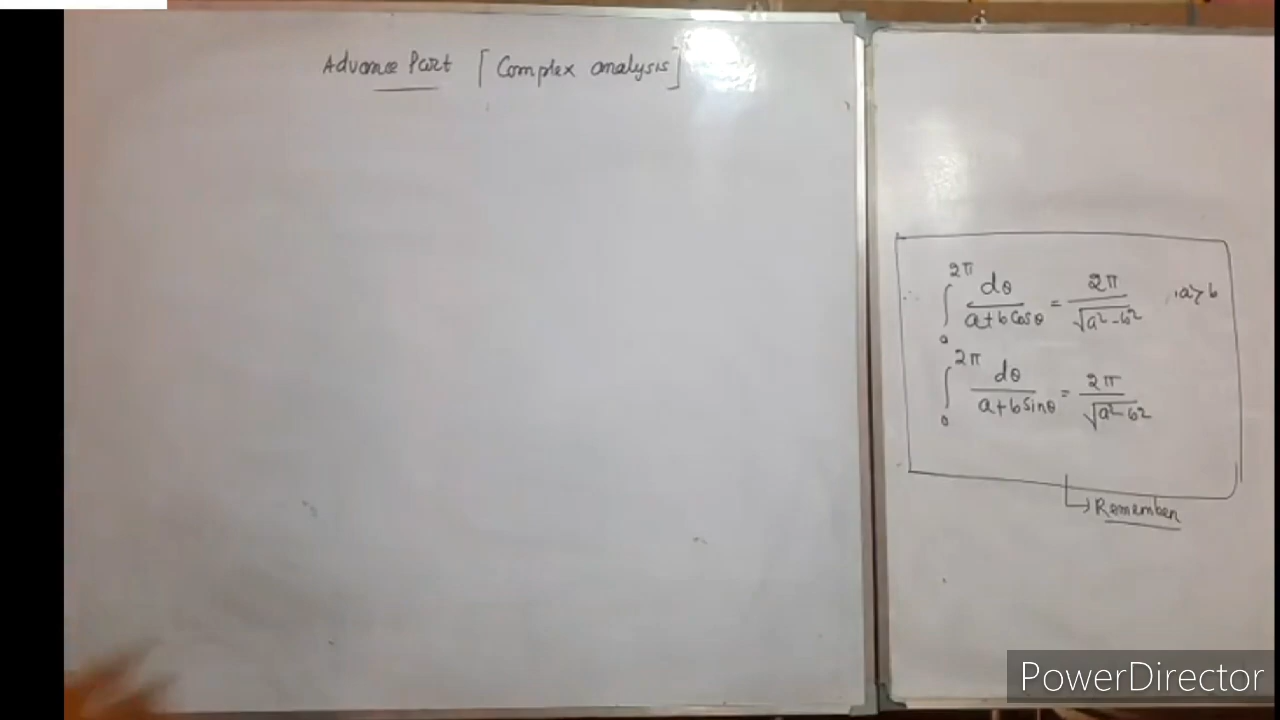 Advance Part [Complex analysis]
∴ ∫₀^2π dθ / (a+b cosθ) = 2π / √(a²-b²) , a>b
∫₀^2π dθ / (a+b sinθ) = 2π / √(a²-b²)
↳ Remember
PowerDirector